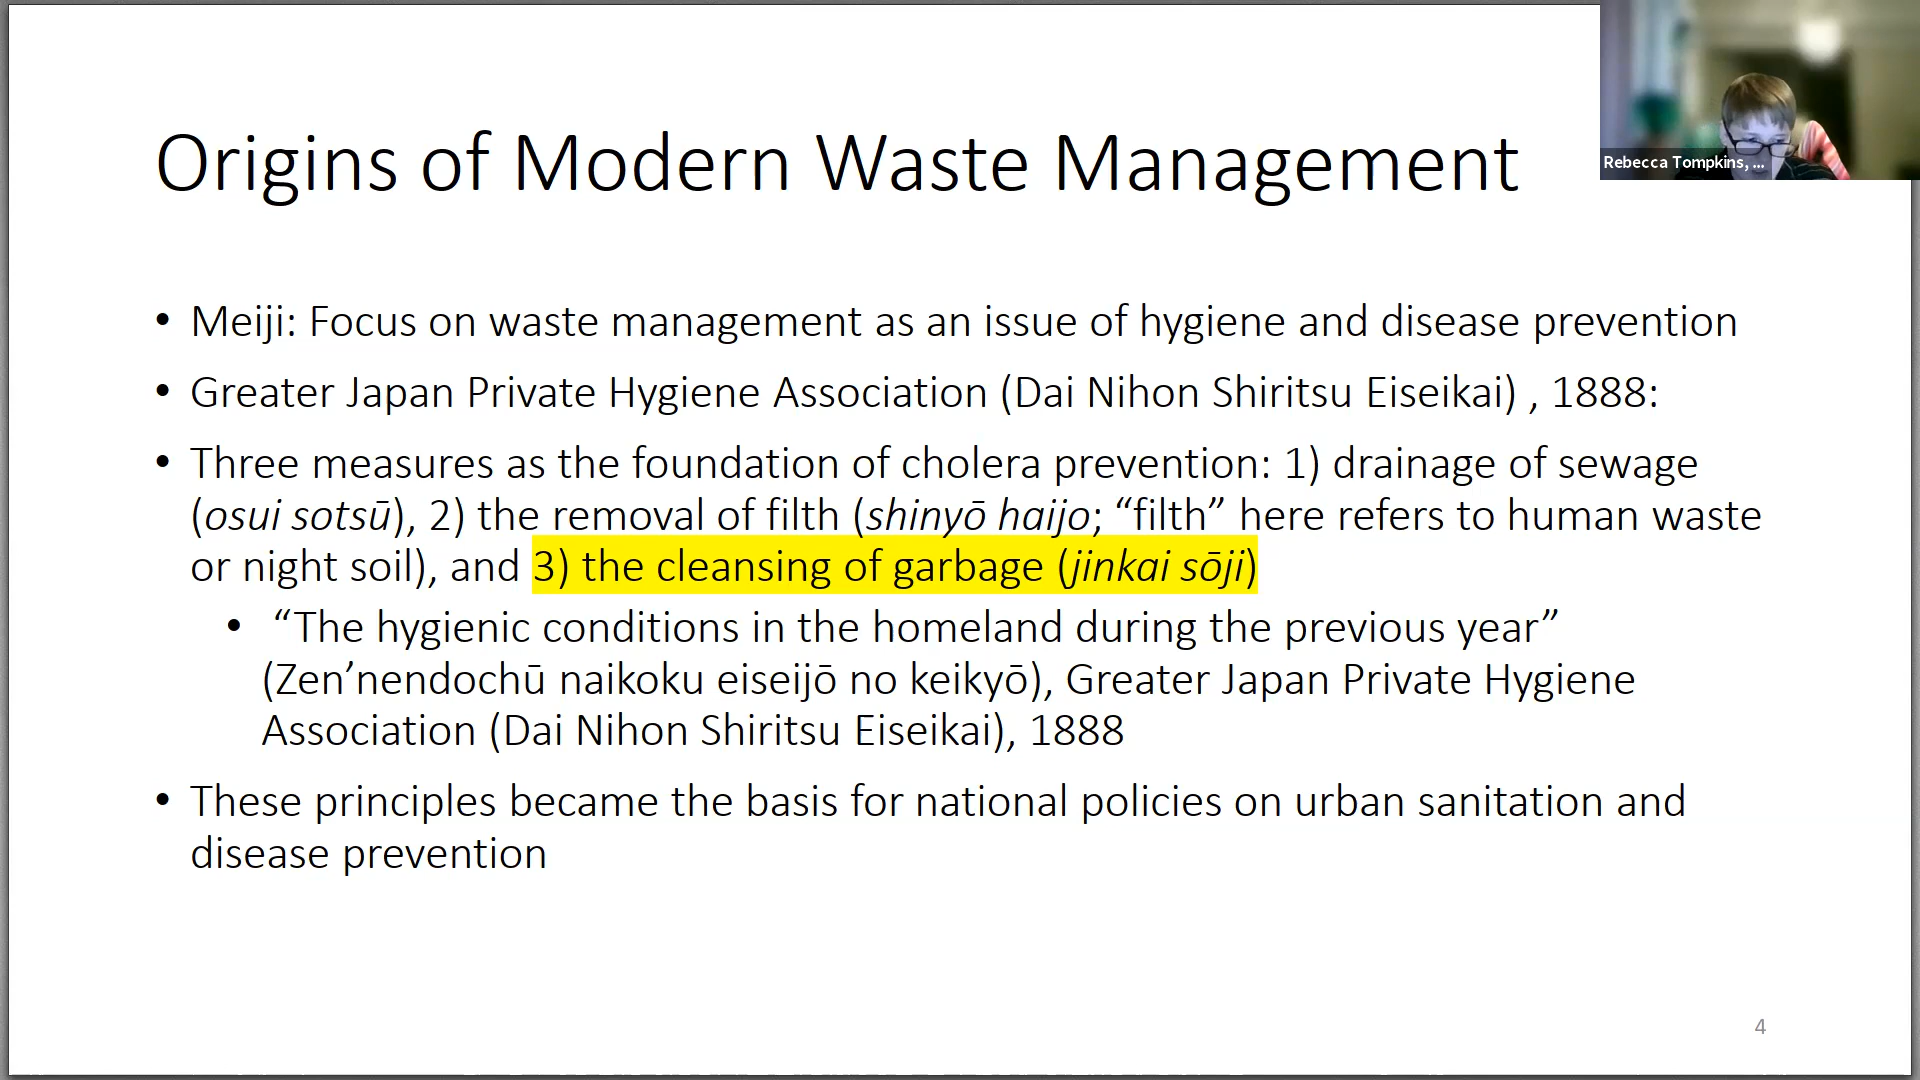 Origins of Modern Waste Management
Rebecca Tompkins, ...
• Meiji: Focus on waste management as an issue of hygiene and disease prevention
• Greater Japan Private Hygiene Association (Dai Nihon Shiritsu Eiseikai) , 1888:
• Three measures as the foundation of cholera prevention: 1) drainage of sewage
(osui sotsū), 2) the removal of filth (shinyō haijo; “filth” here refers to human waste
or night soil), and 3) the cleansing of garbage (jinkai sōji)
• “The hygienic conditions in the homeland during the previous year”
(Zen’nendochū naikoku eiseijō no keikyō), Greater Japan Private Hygiene
Association (Dai Nihon Shiritsu Eiseikai), 1888
• These principles became the basis for national policies on urban sanitation and
disease prevention
4